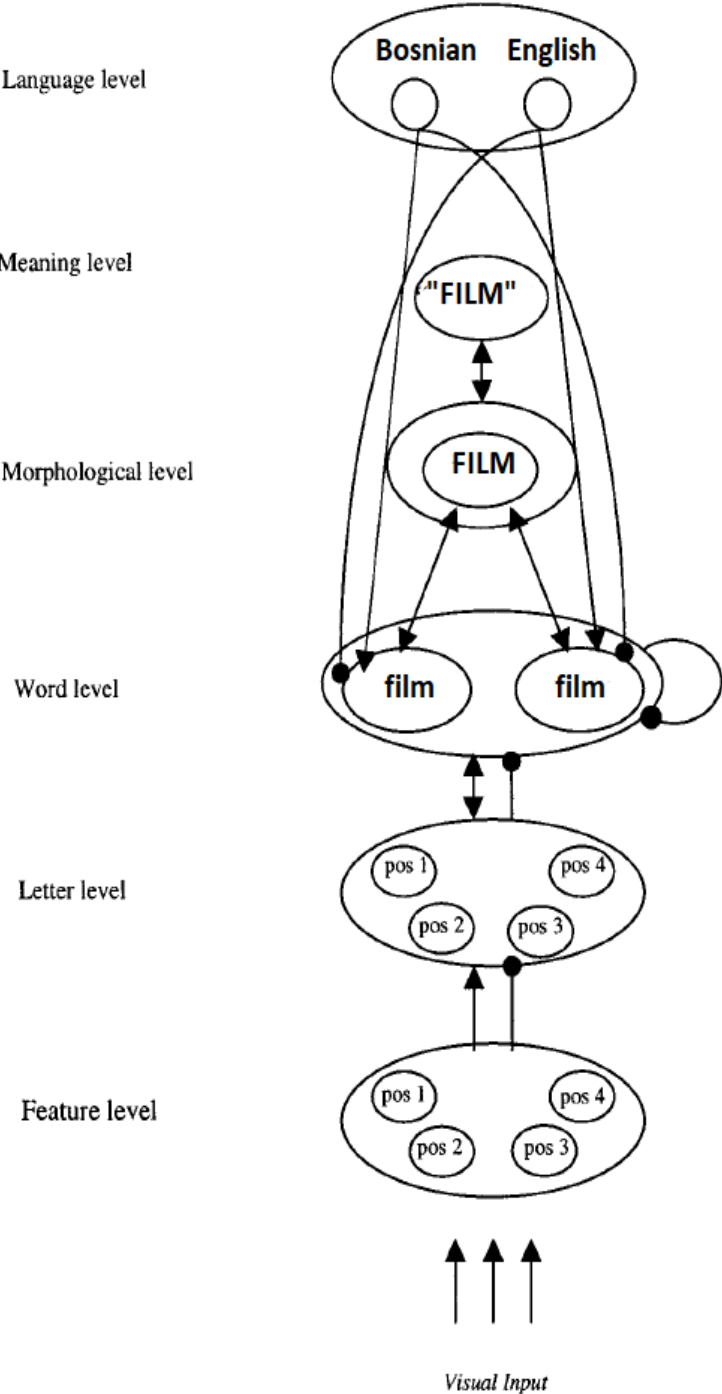 Bosnian English
Language level
Meaning level
"FILM"
Morphological level
FILM
Word level
film film
Letter level
pos 1 pos 4
pos 2 pos 3
Feature level
pos 1 pos 4
pos 2 pos 3
Visual Input